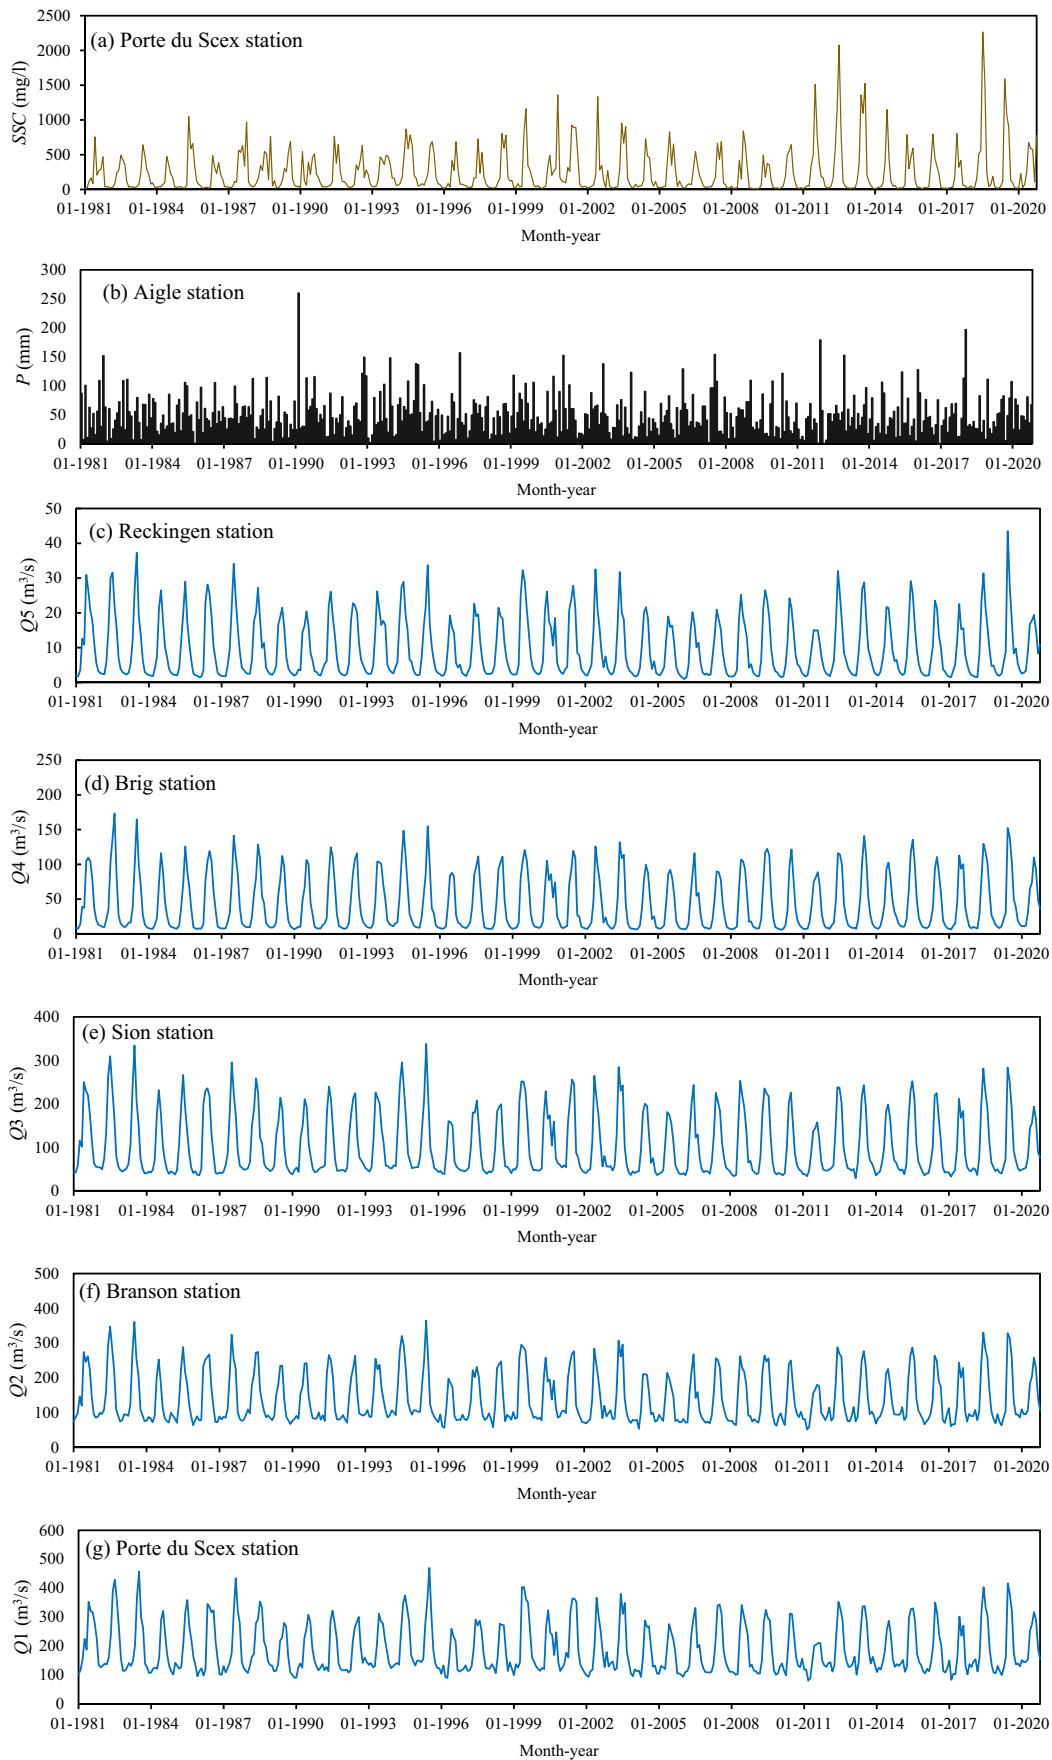 (a) Porte du Scex station
SSC (mg/l)
2500
2000
1500
1000
500
0
01-1981 01-1984 01-1987 01-1990 01-1993 01-1996 01-1999 01-2002 01-2005 01-2008 01-2011 01-2014 01-2017 01-2020
Month-year
(b) Aigle station
P (mm)
300
250
200
150
100
50
0
01-1981 01-1984 01-1987 01-1990 01-1993 01-1996 01-1999 01-2002 01-2005 01-2008 01-2011 01-2014 01-2017 01-2020
Month-year
(c) Reckingen station
Q5 (m³/s)
50
40
30
20
10
0
01-1981 01-1984 01-1987 01-1990 01-1993 01-1996 01-1999 01-2002 01-2005 01-2008 01-2011 01-2014 01-2017 01-2020
Month-year
(d) Brig station
Q4 (m³/s)
250
200
150
100
50
0
01-1981 01-1984 01-1987 01-1990 01-1993 01-1996 01-1999 01-2002 01-2005 01-2008 01-2011 01-2014 01-2017 01-2020
Month-year
(e) Sion station
Q3 (m³/s)
400
300
200
100
0
01-1981 01-1984 01-1987 01-1990 01-1993 01-1996 01-1999 01-2002 01-2005 01-2008 01-2011 01-2014 01-2017 01-2020
Month-year
(f) Branson station
Q2 (m³/s)
500
400
300
200
100
0
01-1981 01-1984 01-1987 01-1990 01-1993 01-1996 01-1999 01-2002 01-2005 01-2008 01-2011 01-2014 01-2017 01-2020
Month-year
(g) Porte du Scex station
Q1 (m³/s)
600
500
400
300
200
100
0
01-1981 01-1984 01-1987 01-1990 01-1993 01-1996 01-1999 01-2002 01-2005 01-2008 01-2011 01-2014 01-2017 01-2020
Month-year